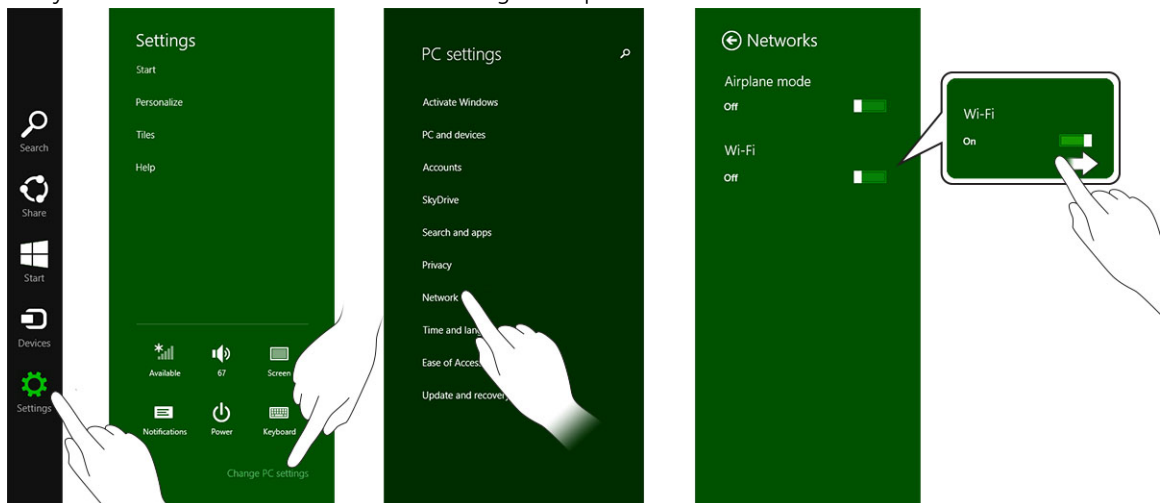 Search
Share
Start
Devices
Settings
Settings
Start
Personalize
Tiles
Help
Available
67
Screen
Notifications
Power
Keyboard
Change PC settings
PC settings
Activate Windows
PC and devices
Accounts
SkyDrive
Search and apps
Privacy
Network
Time and lang
Ease of Access
Update and recovery
Networks
Airplane mode
Off
Wi-Fi
Off
Wi-Fi
On